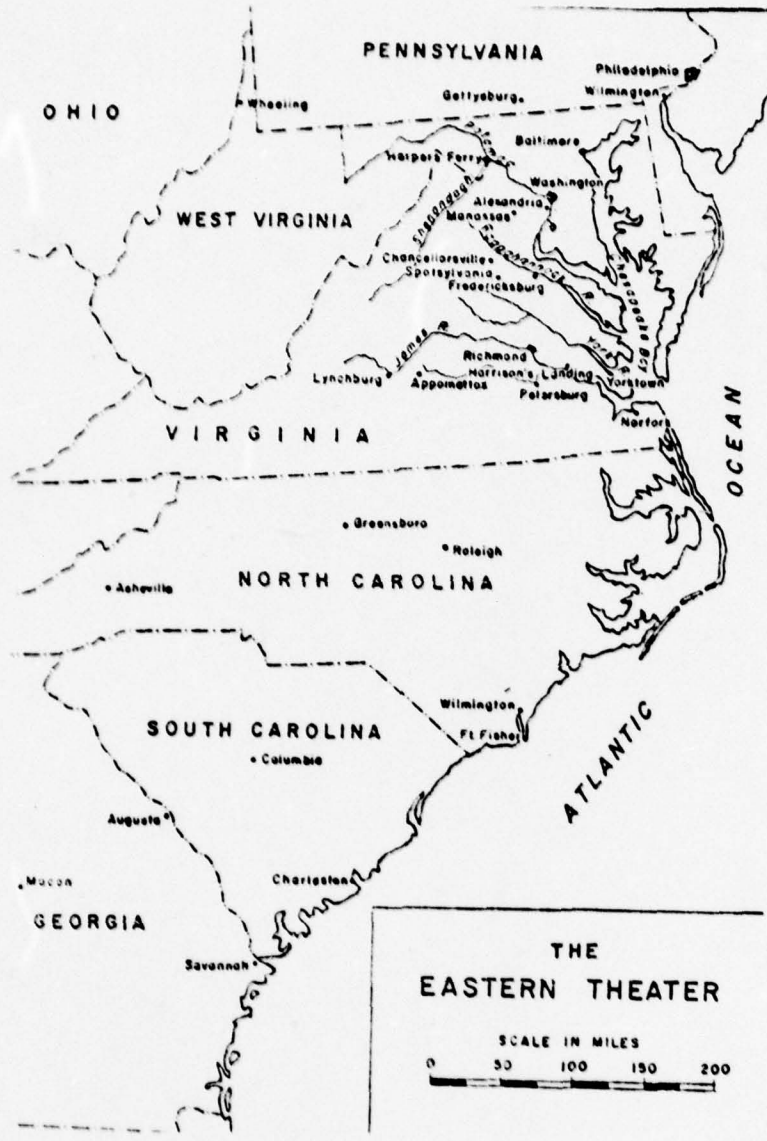 PENNSYLVANIA
Philadelphia
Wilmington
Gettysburg
Wheeling
OHIO
Potomac
Baltimore
Harpers Ferry
Washington
Shenandoah
Alexandria
Manassas
WEST VIRGINIA
Rappahannock R.
Chancellorsville
Spotsylvania
Fredericksburg
Chesapeake Bay
James R.
York R.
Richmond
Harrison's Landing
Yorktown
Lynchburg
Appomattox
Petersburg
Norfolk
VIRGINIA
OCEAN
Greensboro
Raleigh
Asheville
NORTH CAROLINA
Wilmington
Ft Fisher
SOUTH CAROLINA
Columbia
ATLANTIC
Augusta
Macon
Charleston
GEORGIA
Savannah
THE
EASTERN THEATER
SCALE IN MILES
0 50 100 150 200